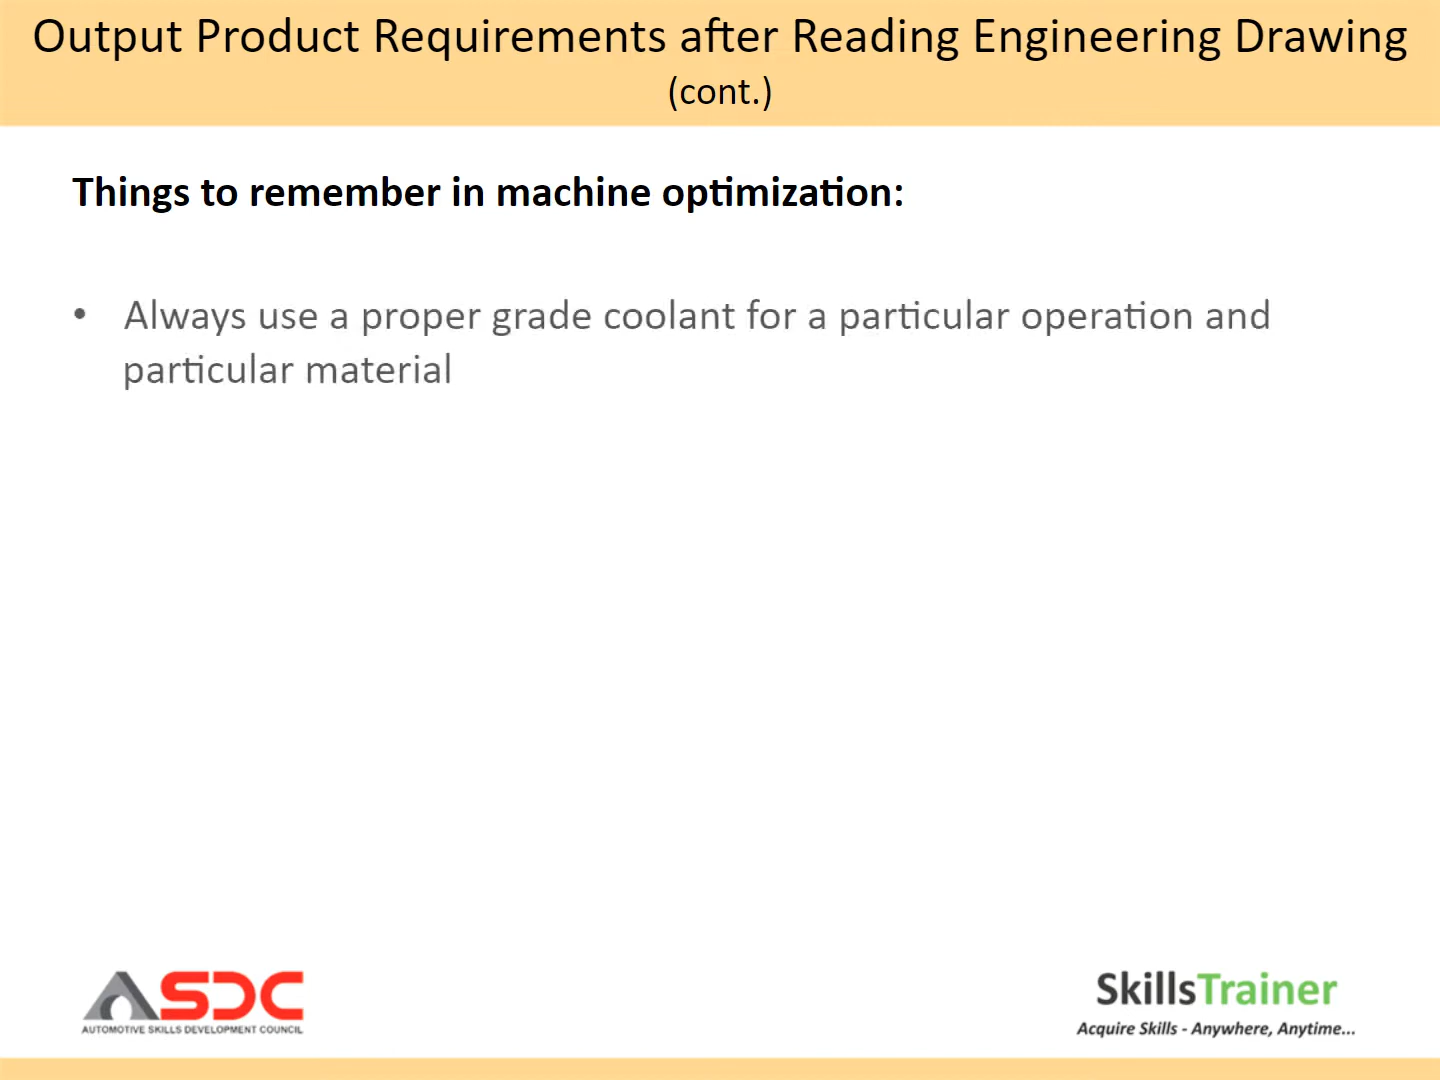 Output Product Requirements after Reading Engineering Drawing
(cont.)
Things to remember in machine optimization:
• Always use a proper grade coolant for a particular operation and
particular material
ASDC
AUTOMOTIVE SKILLS DEVELOPMENT COUNCIL
SkillsTrainer
Acquire Skills - Anywhere, Anytime...